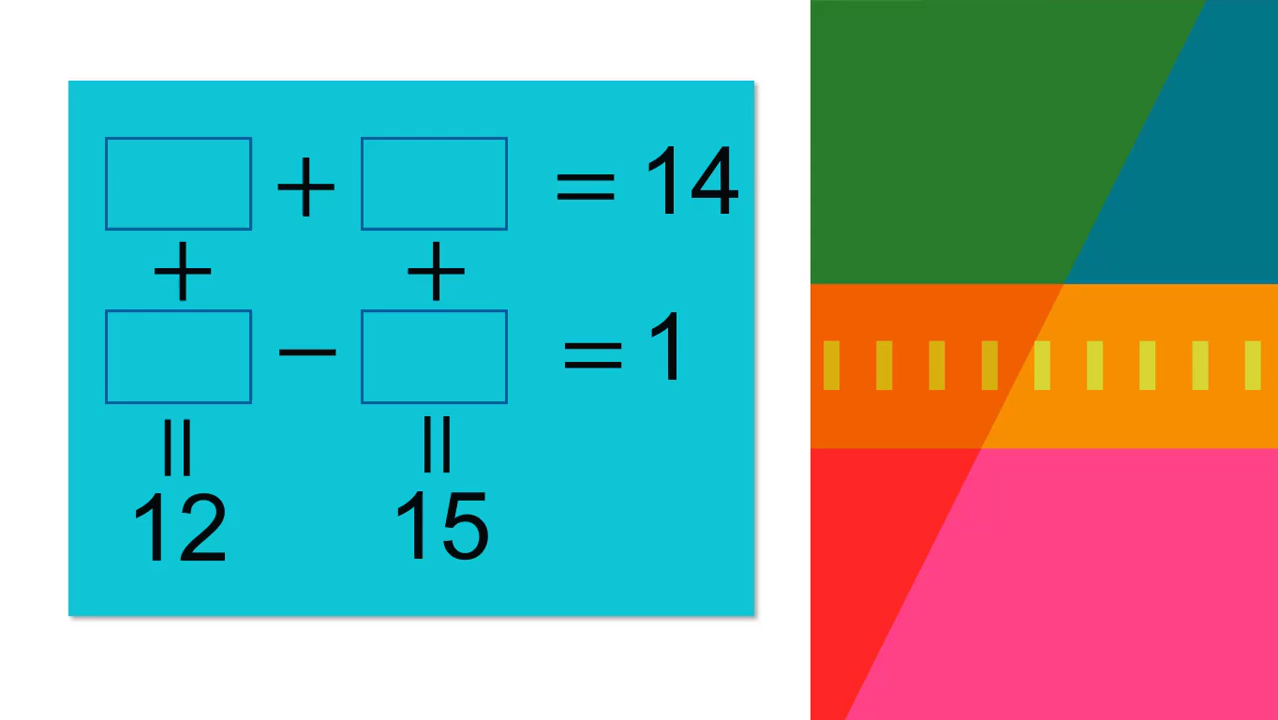 + = 14
+ +
− = 1
= =
12 15